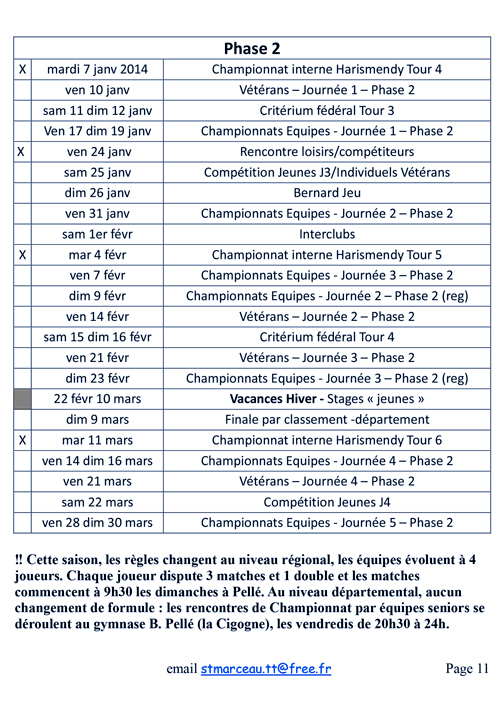 Phase 2
X mardi 7 janv 2014 Championnat interne Harismendy Tour 4
ven 10 janv Vétérans – Journée 1 – Phase 2
sam 11 dim 12 janv Critérium fédéral Tour 3
Ven 17 dim 19 janv Championnats Equipes - Journée 1 – Phase 2
X ven 24 janv Rencontre loisirs/compétiteurs
sam 25 janv Compétition Jeunes J3/Individuels Vétérans
dim 26 janv Bernard Jeu
ven 31 janv Championnats Equipes - Journée 2 – Phase 2
sam 1er févr Interclubs
X mar 4 févr Championnat interne Harismendy Tour 5
ven 7 févr Championnats Equipes - Journée 3 – Phase 2
dim 9 févr Championnats Equipes - Journée 2 – Phase 2 (reg)
ven 14 févr Vétérans – Journée 2 – Phase 2
sam 15 dim 16 févr Critérium fédéral Tour 4
ven 21 févr Vétérans – Journée 3 – Phase 2
dim 23 févr Championnats Equipes - Journée 3 – Phase 2 (reg)
22 févr 10 mars Vacances Hiver - Stages « jeunes »
dim 9 mars Finale par classement -département
X mar 11 mars Championnat interne Harismendy Tour 6
ven 14 dim 16 mars Championnats Equipes - Journée 4 – Phase 2
ven 21 mars Vétérans – Journée 4 – Phase 2
sam 22 mars Compétition Jeunes J4
ven 28 dim 30 mars Championnats Equipes - Journée 5 – Phase 2
!! Cette saison, les règles changent au niveau régional, les équipes évoluent à 4
joueurs. Chaque joueur dispute 3 matches et 1 double et les matches
commencent à 9h30 les dimanches à Pellé. Au niveau départemental, aucun
changement de formule : les rencontres de Championnat par équipes seniors se
déroulent au gymnase B. Pellé (la Cigogne), les vendredis de 20h30 à 24h.
email stmarceau.tt@free.fr Page 11